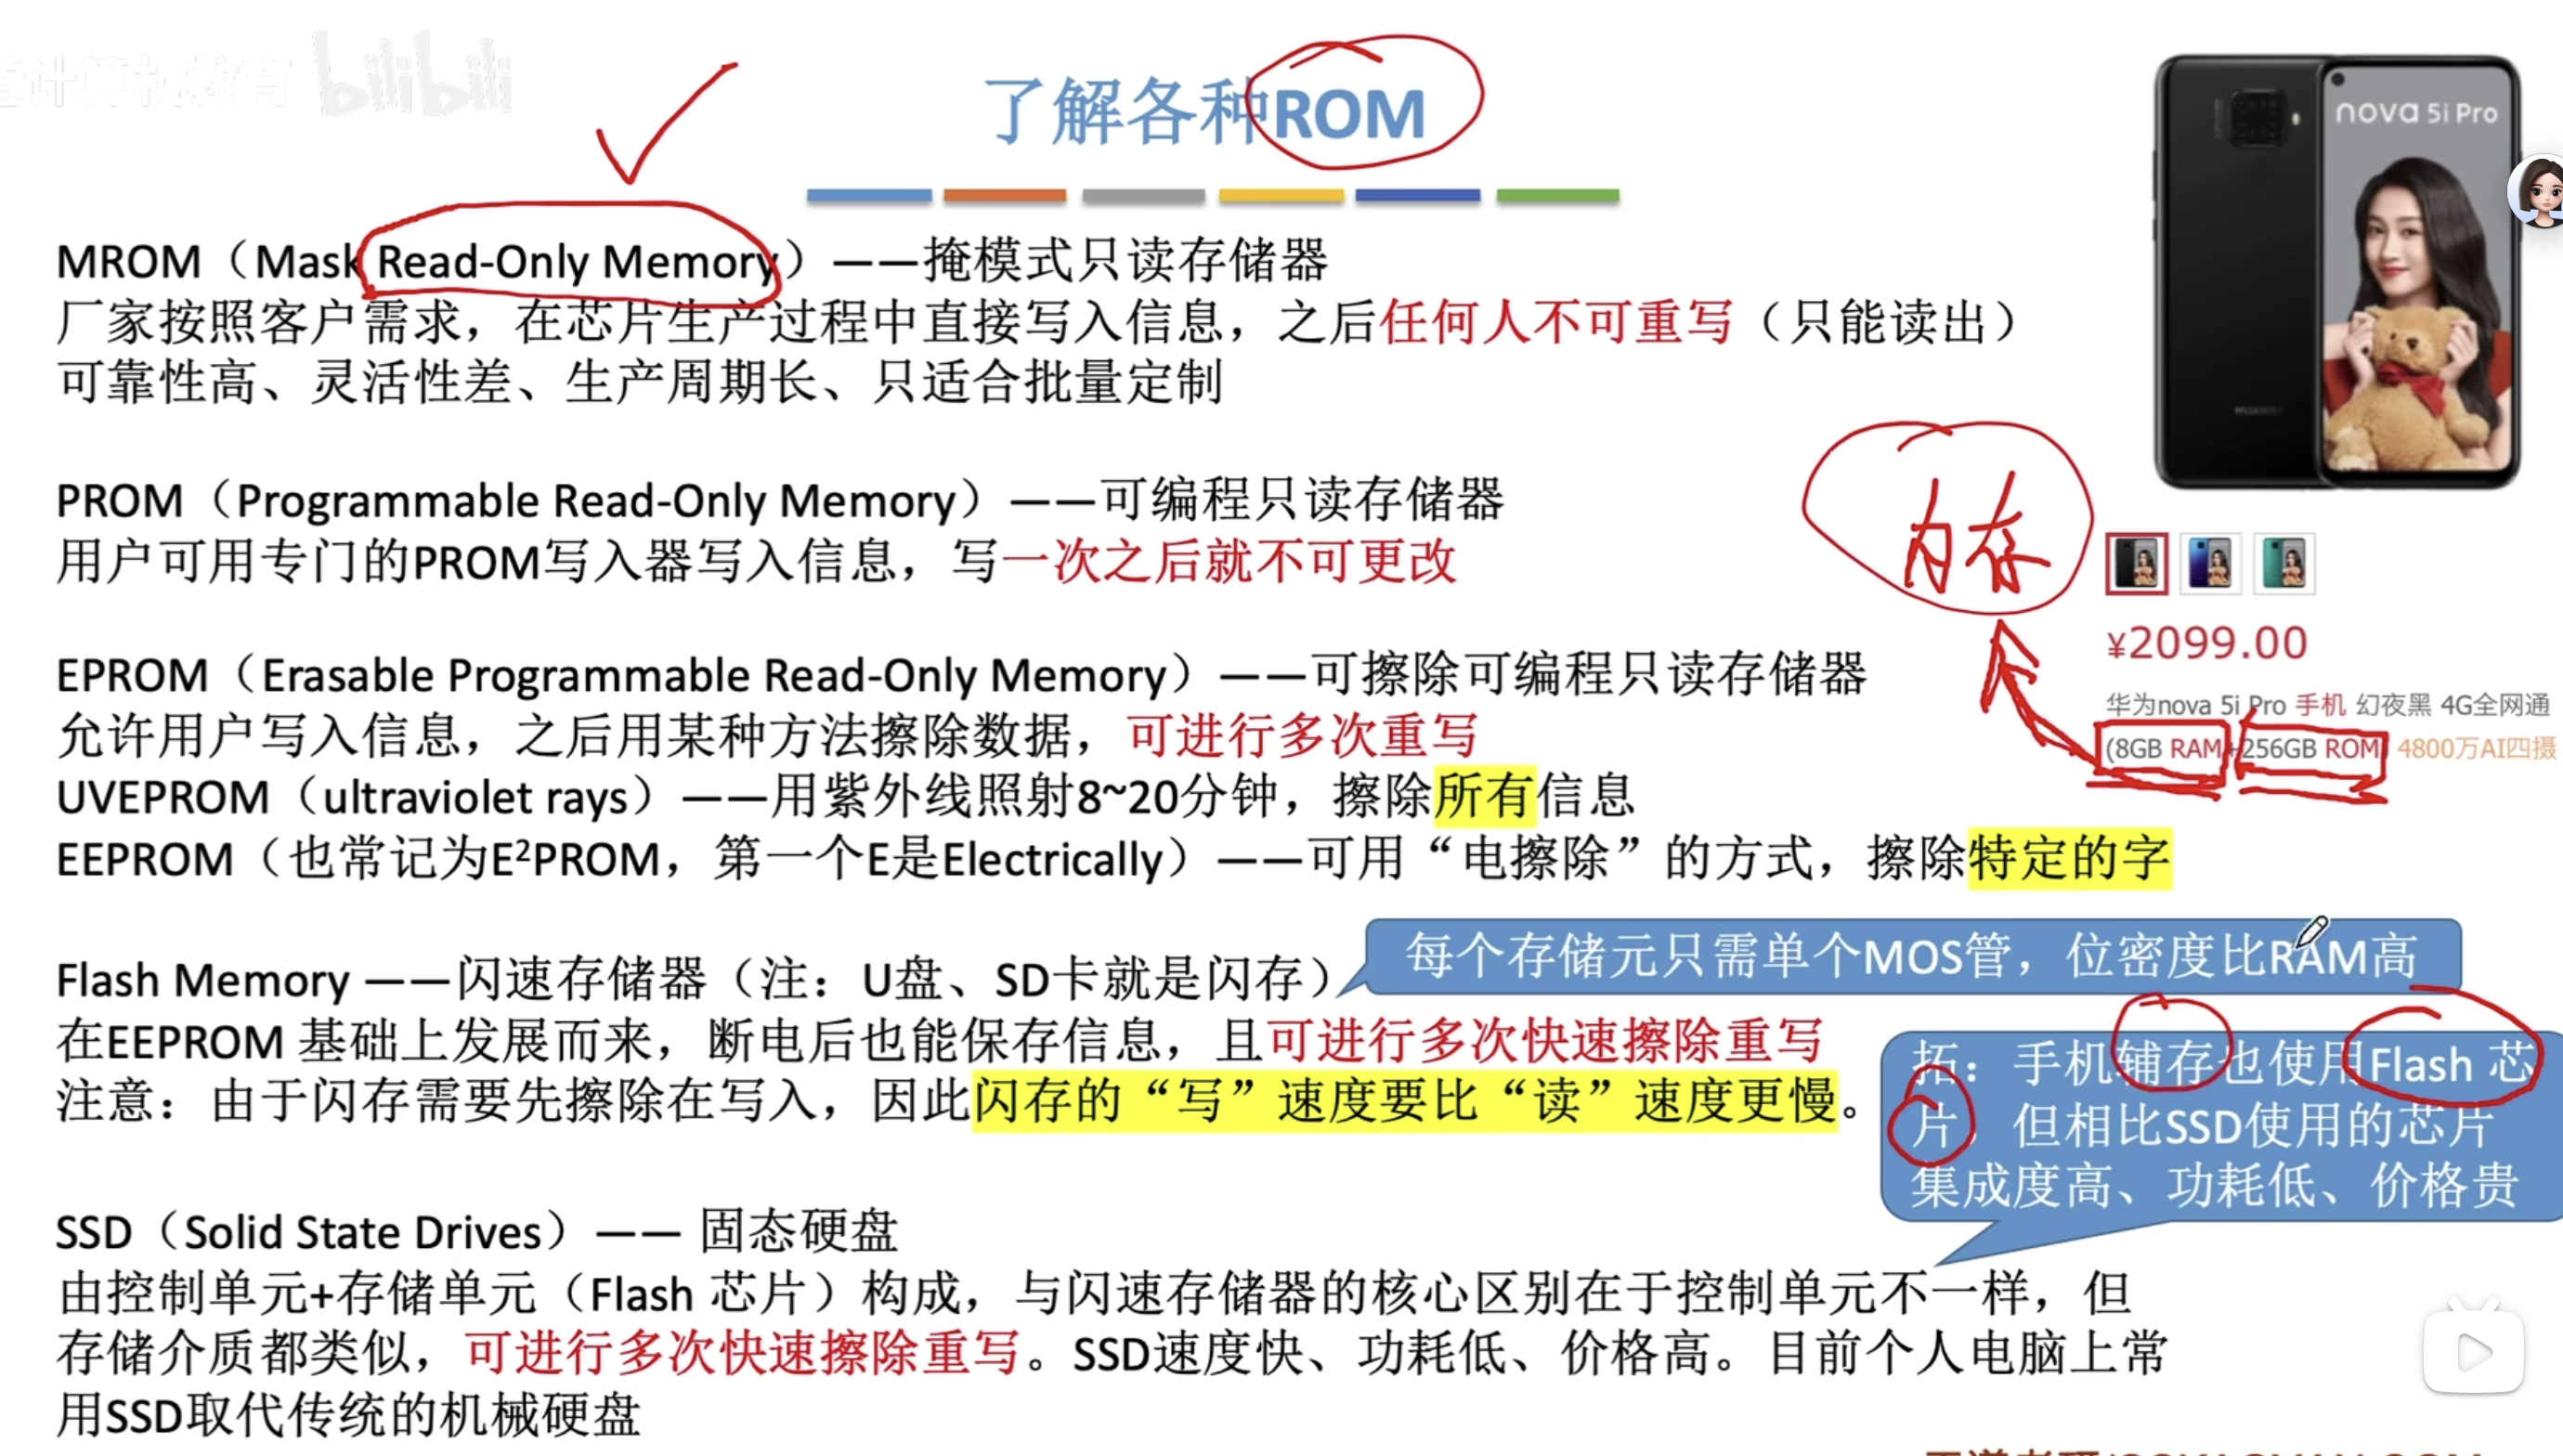 计算机教育 bilibili
了解各种ROM
nova 5i Pro
HUAWEI
MROM（Mask Read-Only Memory）——掩模式只读存储器
厂家按照客户需求，在芯片生产过程中直接写入信息，之后任何人不可重写（只能读出）
可靠性高、灵活性差、生产周期长、只适合批量定制
PROM（Programmable Read-Only Memory）——可编程只读存储器
用户可用专门的PROM写入器写入信息，写一次之后就不可更改
内存
¥2099.00
华为nova 5i Pro 手机 幻夜黑 4G全网通
(8GB RAM+256GB ROM) 4800万AI四摄
EPROM（Erasable Programmable Read-Only Memory）——可擦除可编程只读存储器
允许用户写入信息，之后用某种方法擦除数据，可进行多次重写
UVEPROM（ultraviolet rays）——用紫外线照射8~20分钟，擦除所有信息
EEPROM（也常记为E²PROM，第一个E是Electrically）——可用“电擦除”的方式，擦除特定的字
每个存储元只需单个MOS管，位密度比RAM高
Flash Memory ——闪速存储器（注：U盘、SD卡就是闪存）
在EEPROM 基础上发展而来，断电后也能保存信息，且可进行多次快速擦除重写
注意：由于闪存需要先擦除在写入，因此闪存的“写”速度要比“读”速度更慢。
拓：手机辅存也使用Flash 芯
片，但相比SSD使用的芯片
集成度高、功耗低、价格贵
SSD（Solid State Drives）—— 固态硬盘
由控制单元+存储单元（Flash 芯片）构成，与闪速存储器的核心区别在于控制单元不一样，但
存储介质都类似，可进行多次快速擦除重写。SSD速度快、功耗低、价格高。目前个人电脑上常
用SSD取代传统的机械硬盘